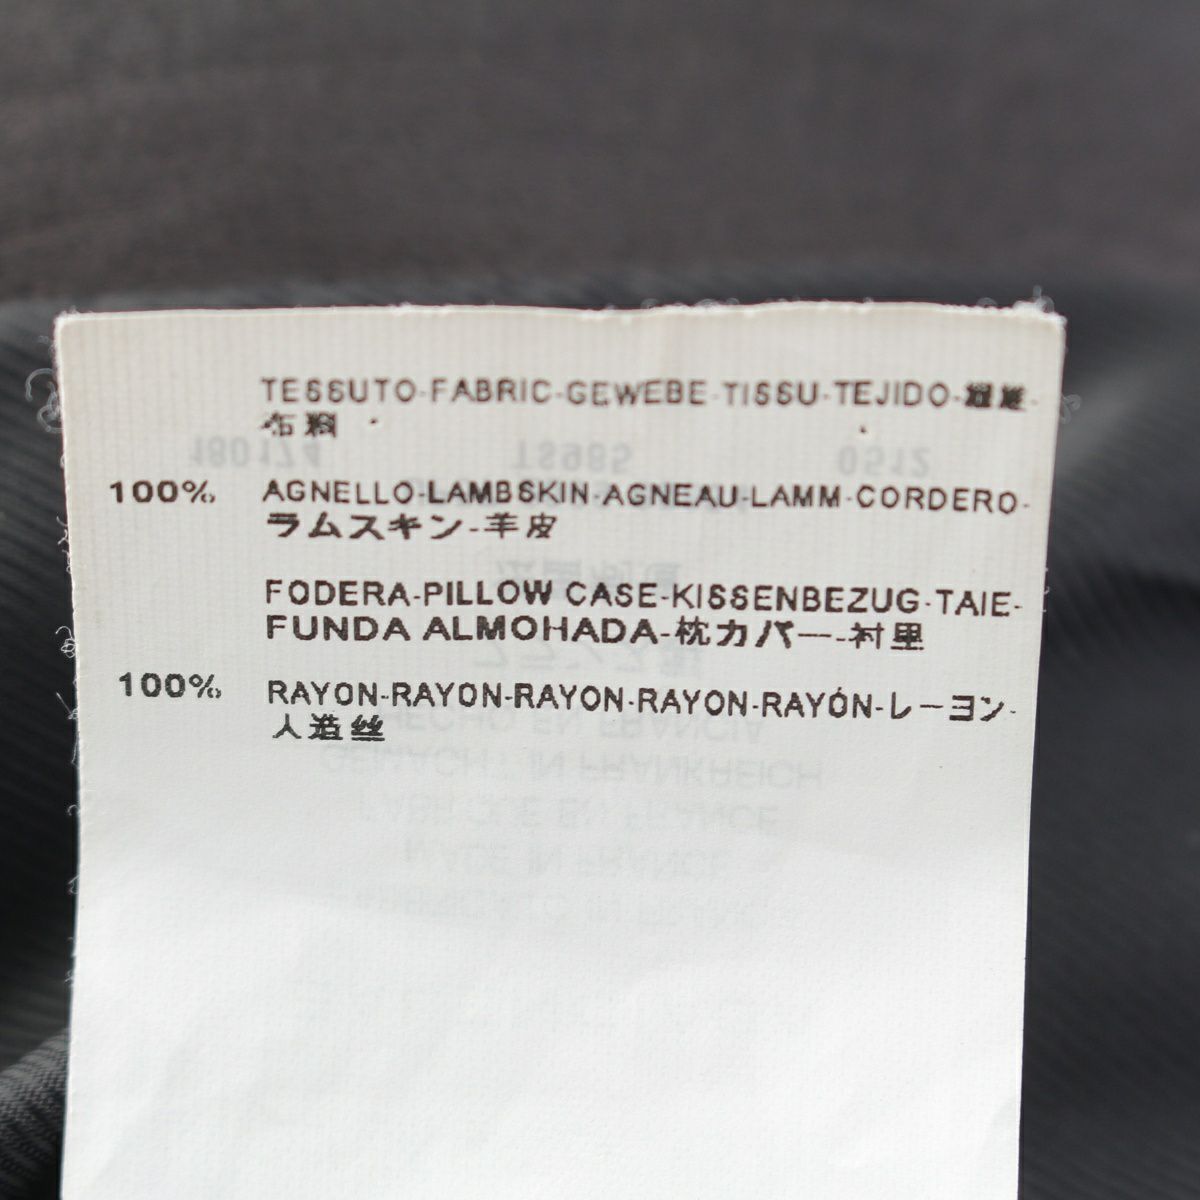 TESSUTO-FABRIC-GEWEBE-TISSU-TEJIDO-
布料
100% AGNELLO-LAMBSKIN-AGNEAU-LAMM-CORDERO-
ラムスキン-羊皮
FODERA-PILLOW CASE-KISSENBEZUG-TAIE-
FUNDA ALMOHADA-枕カバー-衬里
100% RAYON-RAYON-RAYON-RAYON-RAYÓN-レーヨン-
人造丝